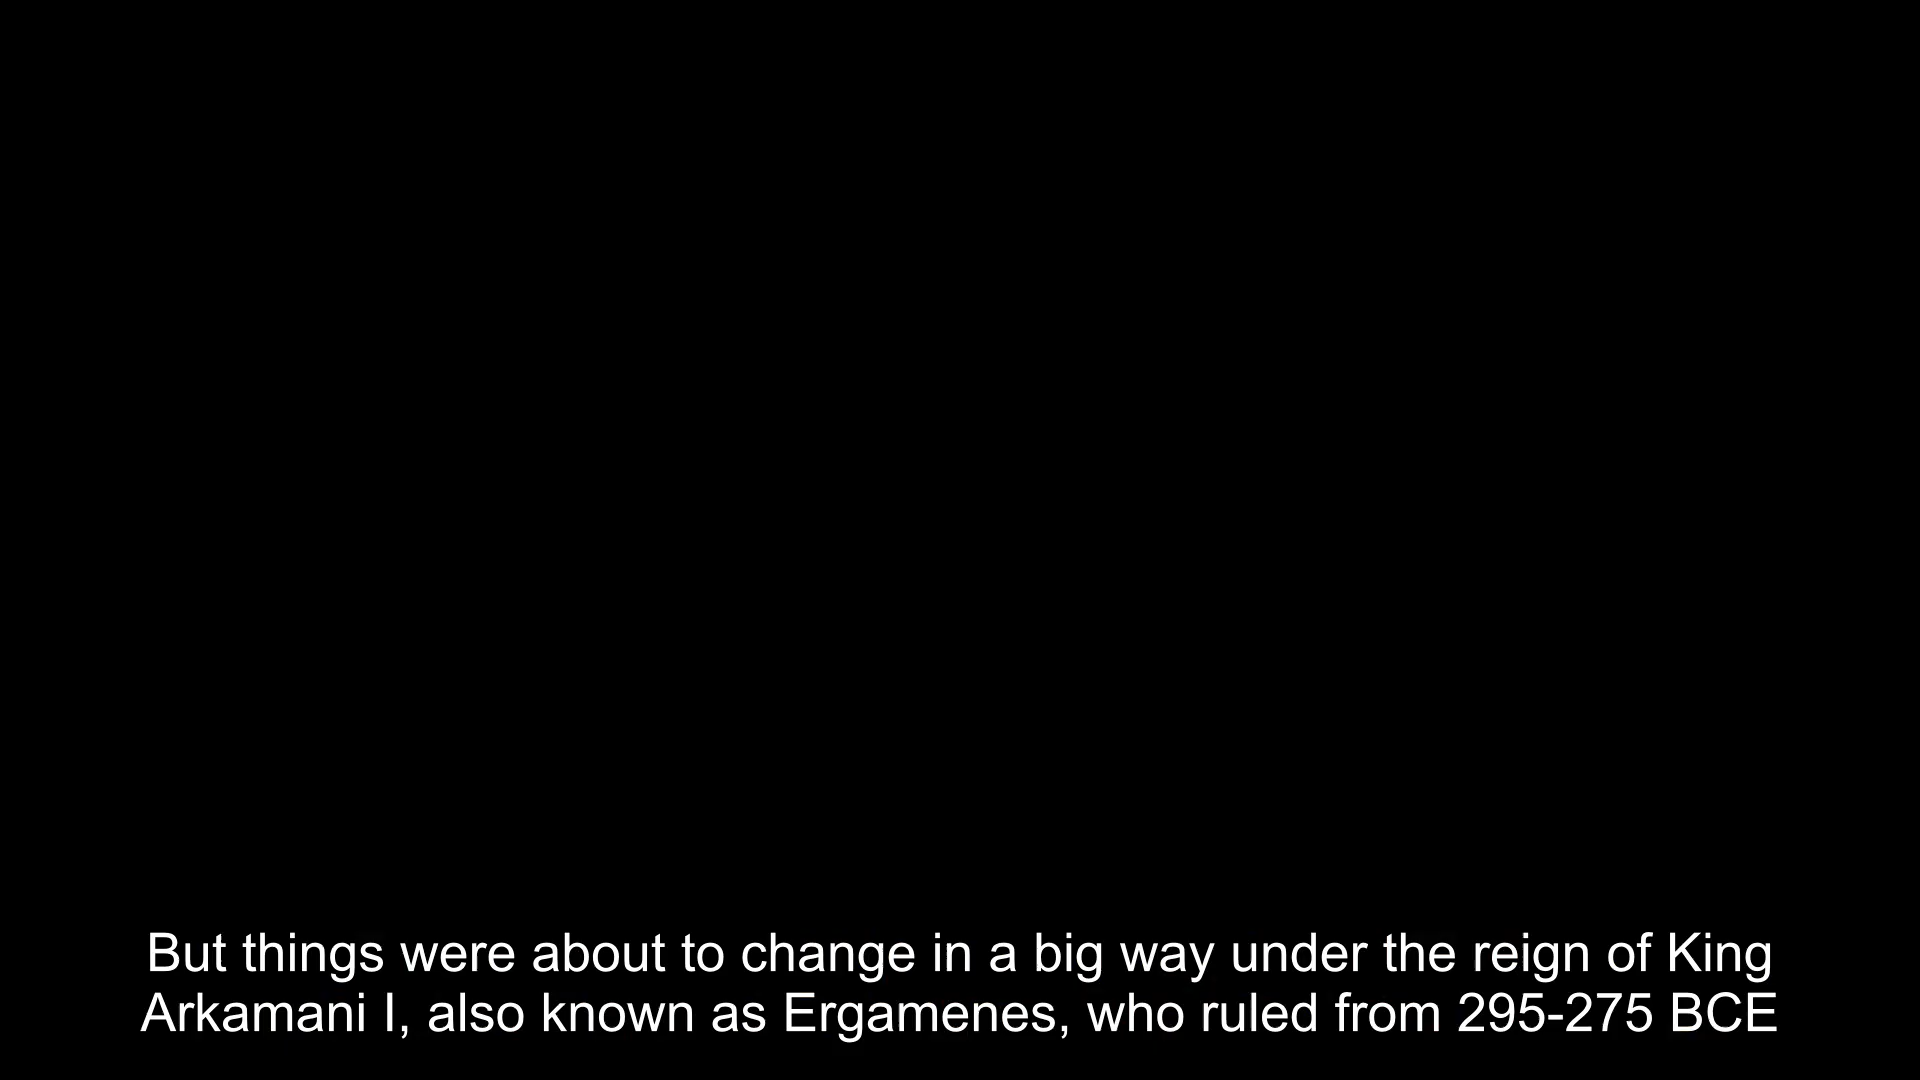 But things were about to change in a big way under the reign of King
Arkamani I, also known as Ergamenes, who ruled from 295-275 BCE